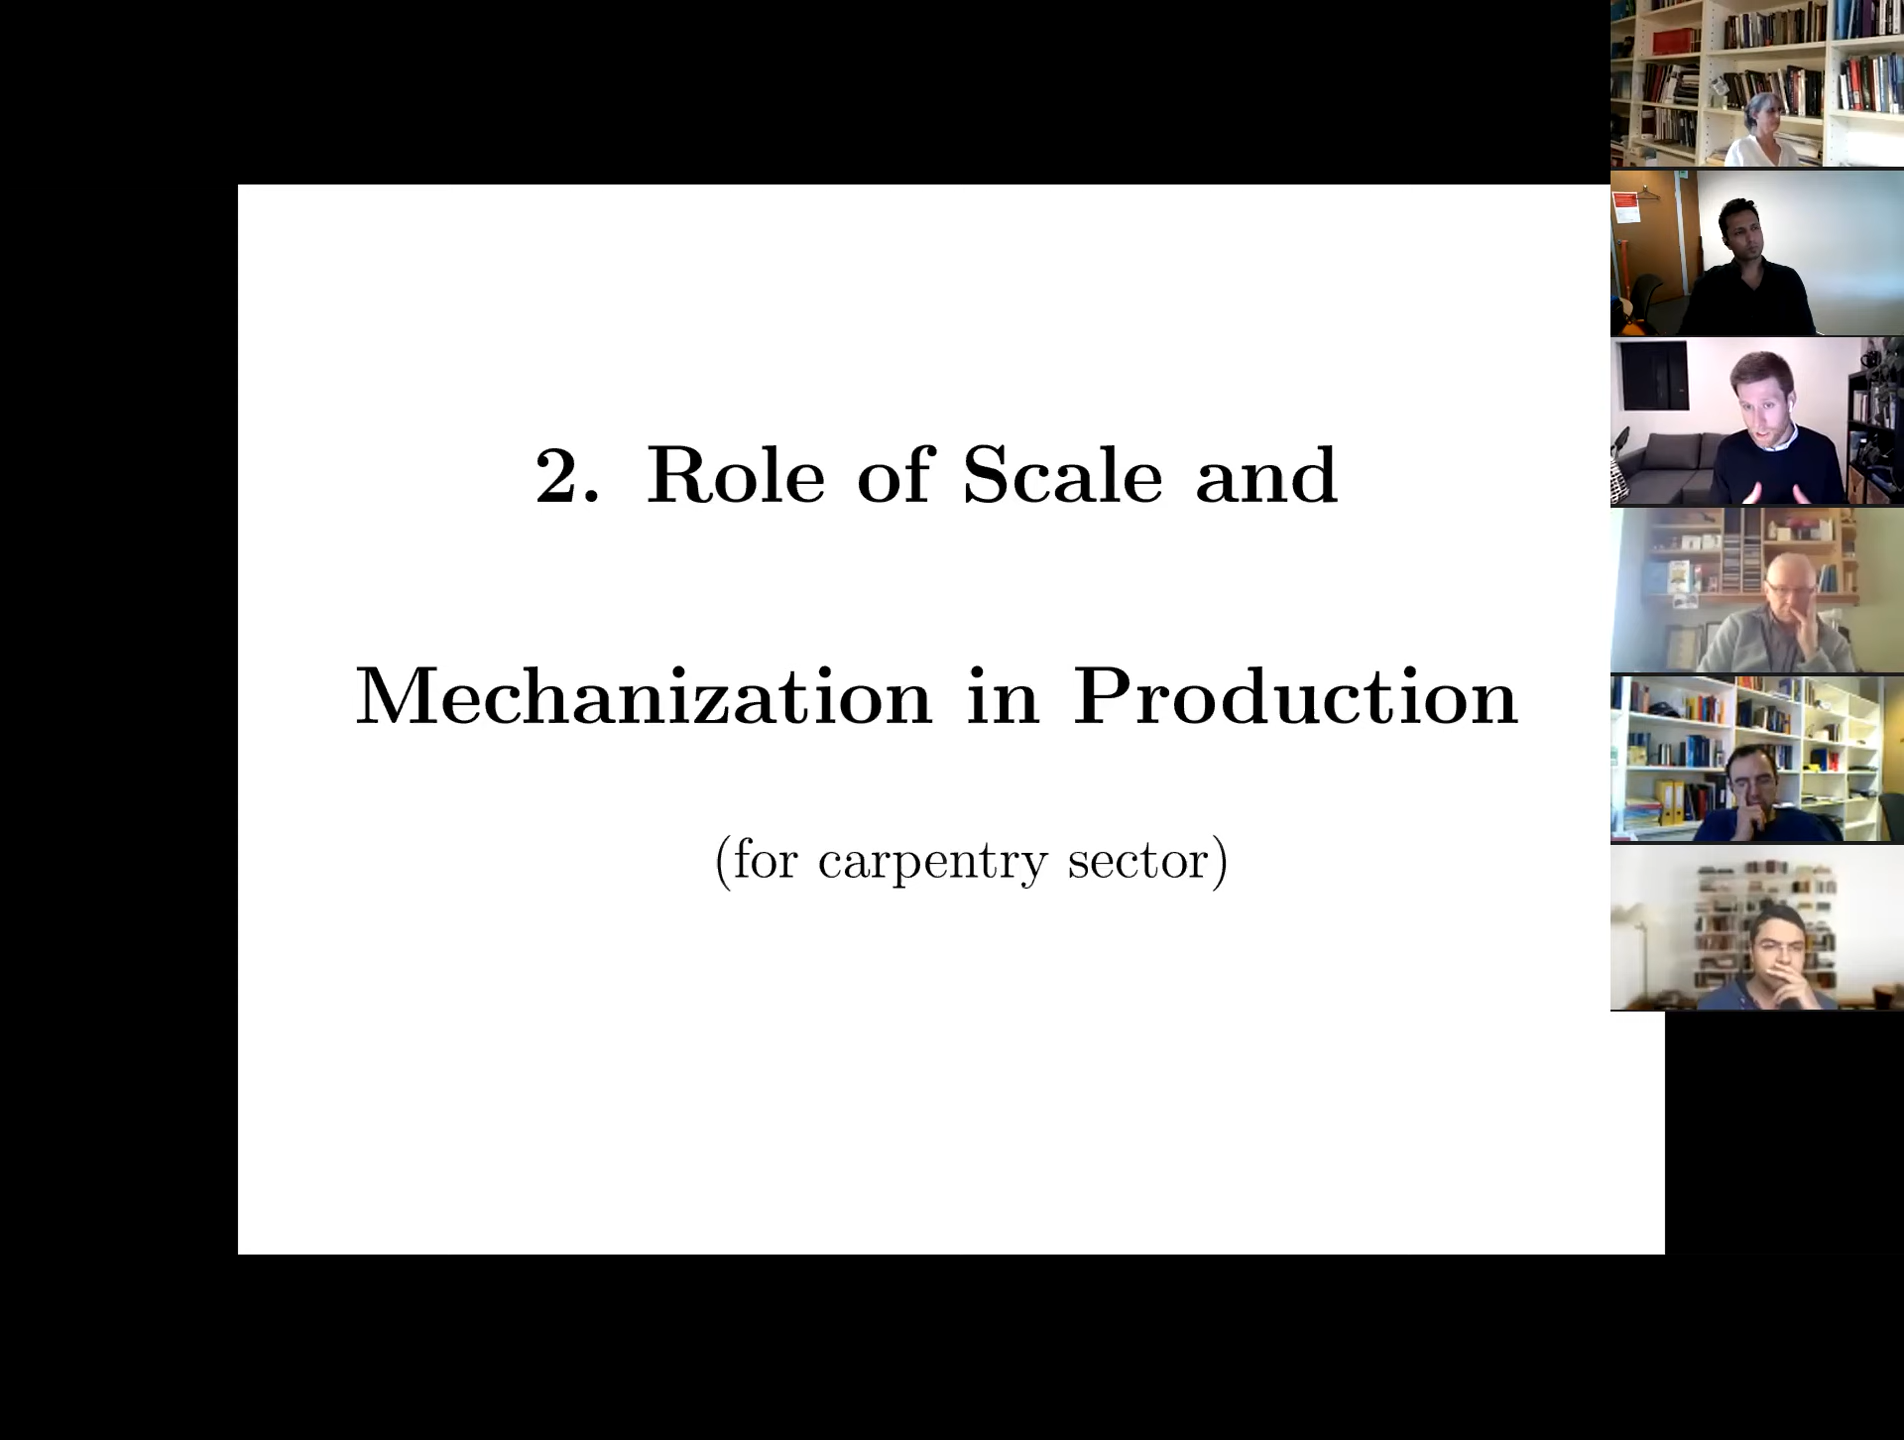 2. Role of Scale and
Mechanization in Production
(for carpentry sector)